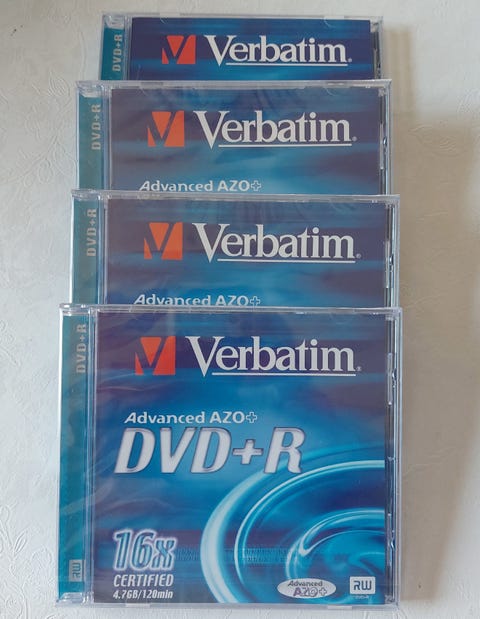 DVD+R
Verbatim®
DVD+R
Verbatim®
Advanced AZO+
DVD+R
Verbatim®
Advanced AZO+
DVD+R
Verbatim®
Advanced AZO+
DVD+R
16x
CERTIFIED
4.7GB/120min
RW
Advanced
AZO+
RW
DVD+R